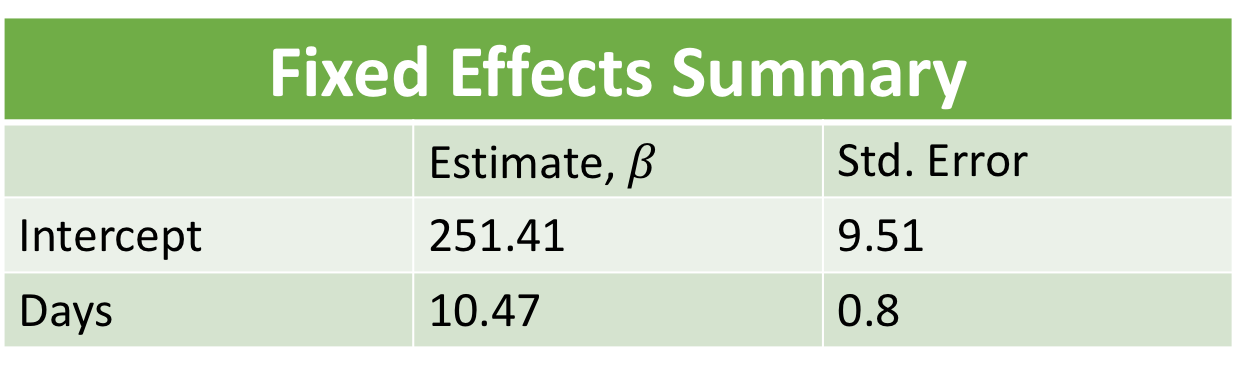 Fixed Effects Summary
Estimate, β Std. Error
Intercept 251.41 9.51
Days 10.47 0.8